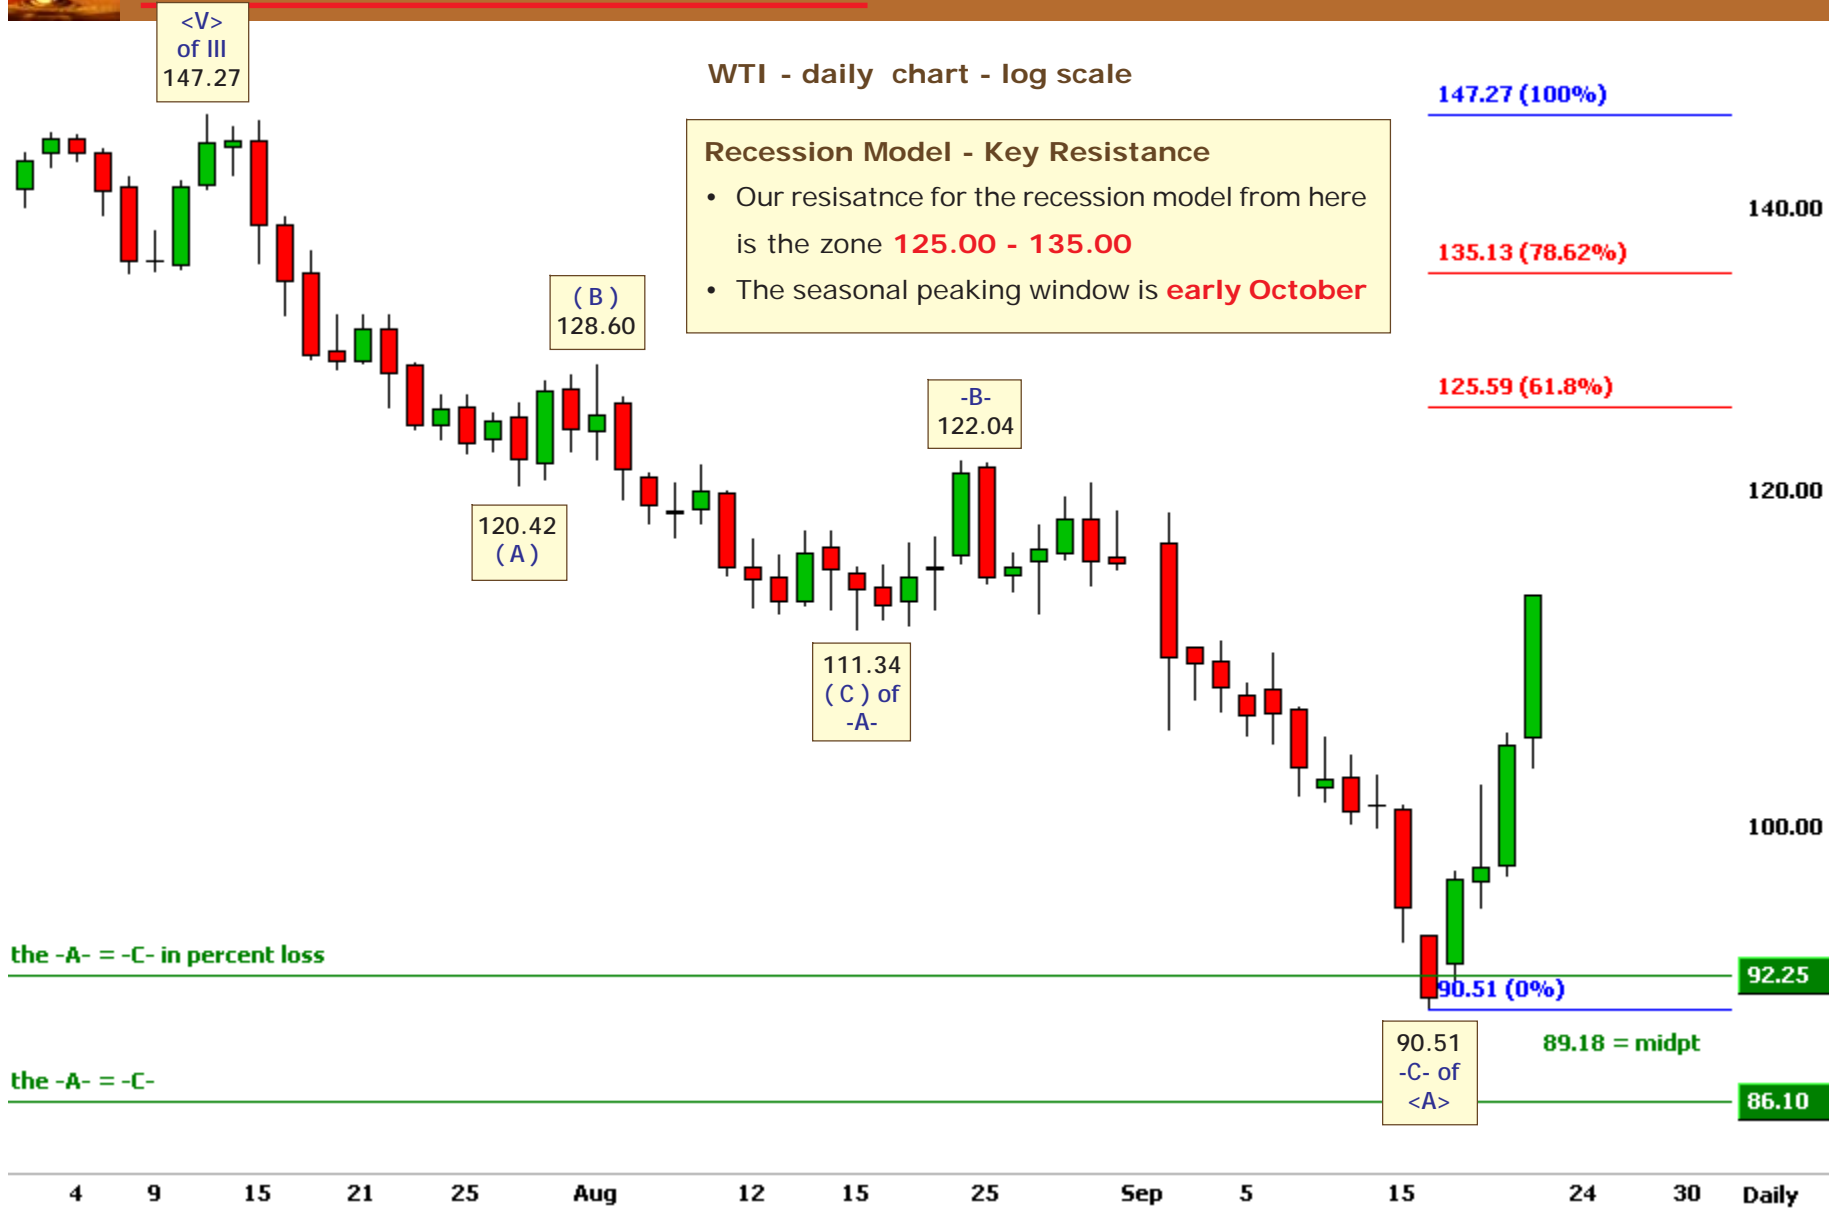 <V>
of III
147.27
WTI - daily chart - log scale
147.27 (100%)
Recession Model - Key Resistance
• Our resisatnce for the recession model from here
is the zone 125.00 - 135.00
• The seasonal peaking window is early October
140.00
135.13 (78.62%)
(B)
128.60
125.59 (61.8%)
-B-
122.04
120.00
120.42
(A)
111.34
(C) of
-A-
100.00
the -A- = -C- in percent loss
92.25
90.51 (0%)
90.51
-C- of
<A>
89.18 = midpt
the -A- = -C-
86.10
4 9 15 21 25 Aug 12 15 25 Sep 5 15 24 30 Daily